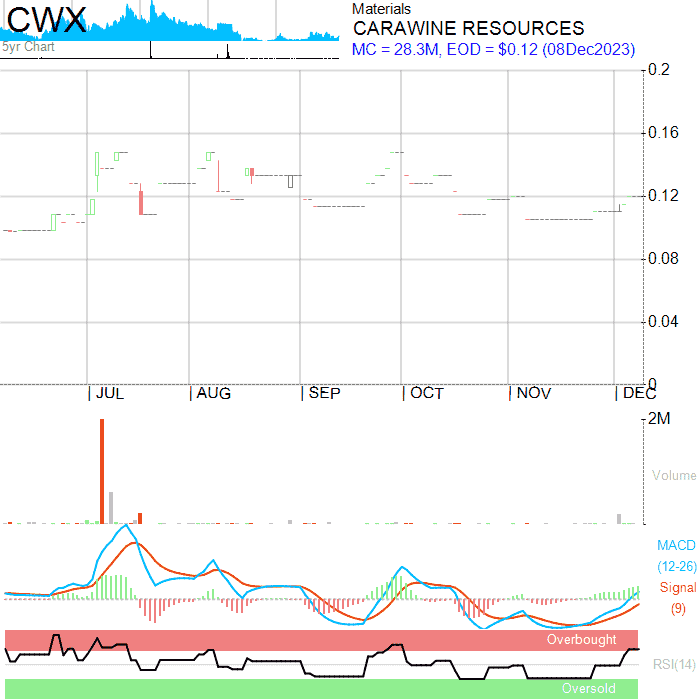 CWX
5yr Chart
Materials
CARAWINE RESOURCES
MC = 28.3M, EOD = $0.12 (08Dec2023)
0.2
0.16
0.12
0.08
0.04
0
JUL AUG SEP OCT NOV DEC
2M
Volume
MACD
(12-26)
Signal
(9)
Overbought
RSI(14)
Oversold